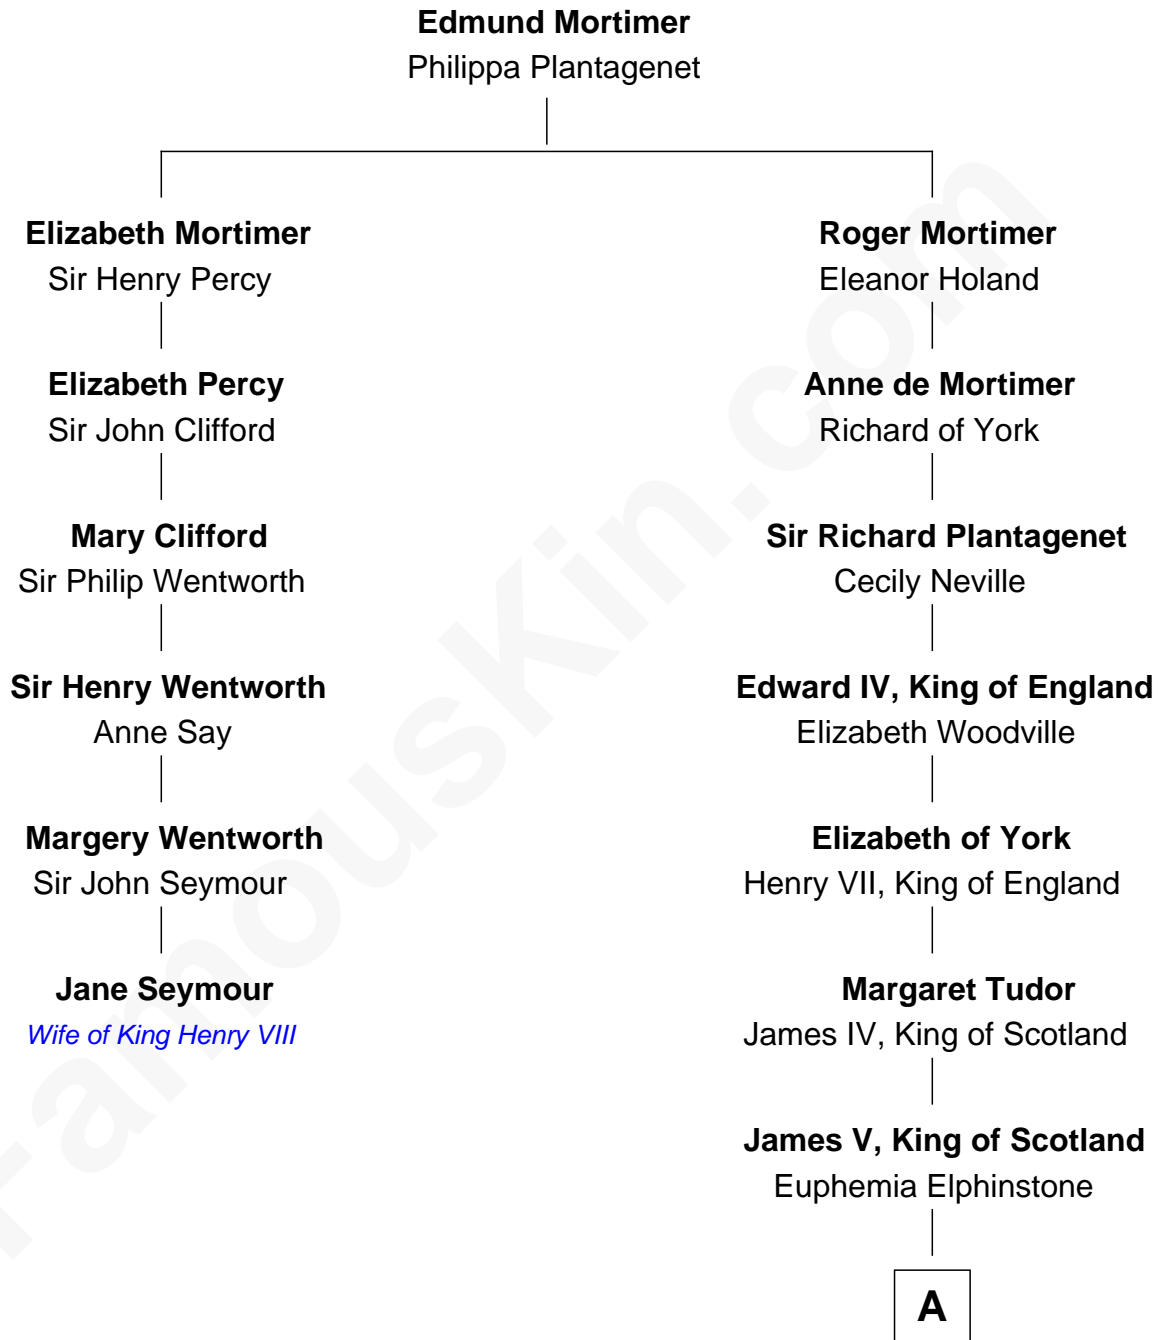 Edmund Mortimer
Philippa Plantagenet
Elizabeth Mortimer
Sir Henry Percy
Roger Mortimer
Eleanor Holand
Elizabeth Percy
Sir John Clifford
Anne de Mortimer
Richard of York
Mary Clifford
Sir Philip Wentworth
Sir Richard Plantagenet
Cecily Neville
Sir Henry Wentworth
Anne Say
Edward IV, King of England
Elizabeth Woodville
Margery Wentworth
Sir John Seymour
Elizabeth of York
Henry VII, King of England
Jane Seymour
Wife of King Henry VIII
Margaret Tudor
James IV, King of Scotland
James V, King of Scotland
Euphemia Elphinstone
A
FamousKin.com